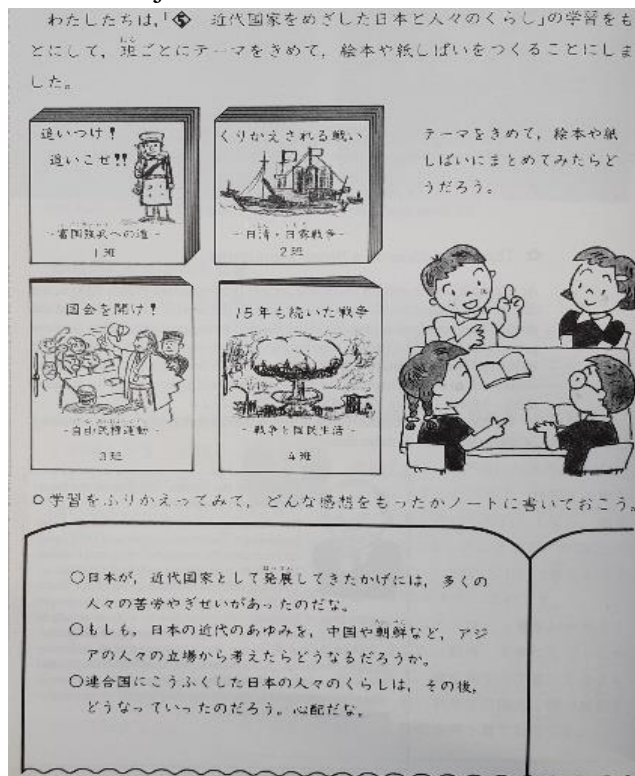 わたしたちは,「5 近代国家をめざした日本と人々のくらし」の学習をも
とにして, 班ごとにテーマをきめて, 絵本や紙しばいをつくることにしま
した。
追いつけ!
追いこせ!!
-富国強兵への道-
1班
くりかえされる戦い
-日清・日露戦争-
2班
テーマをきめて, 絵本や紙
しばいにまとめてみたらど
うだろう。
国会を開け!
-自由民権運動-
3班
15年も続いた戦争
-戦争と国民生活-
4班
○学習をふりかえってみて, どんな感想をもったかノートに書いておこう。
○日本が, 近代国家として発展してきたかげには, 多くの
人々の苦労やぎせいがあったのだな。
○もしも, 日本の近代のあゆみを, 中国や朝鮮など, アジ
アの人々の立場から考えたらどうなるだろうか。
○連合国にこうふくした日本の人々のくらしは, その後,
どうなっていったのだろう。心配だな。